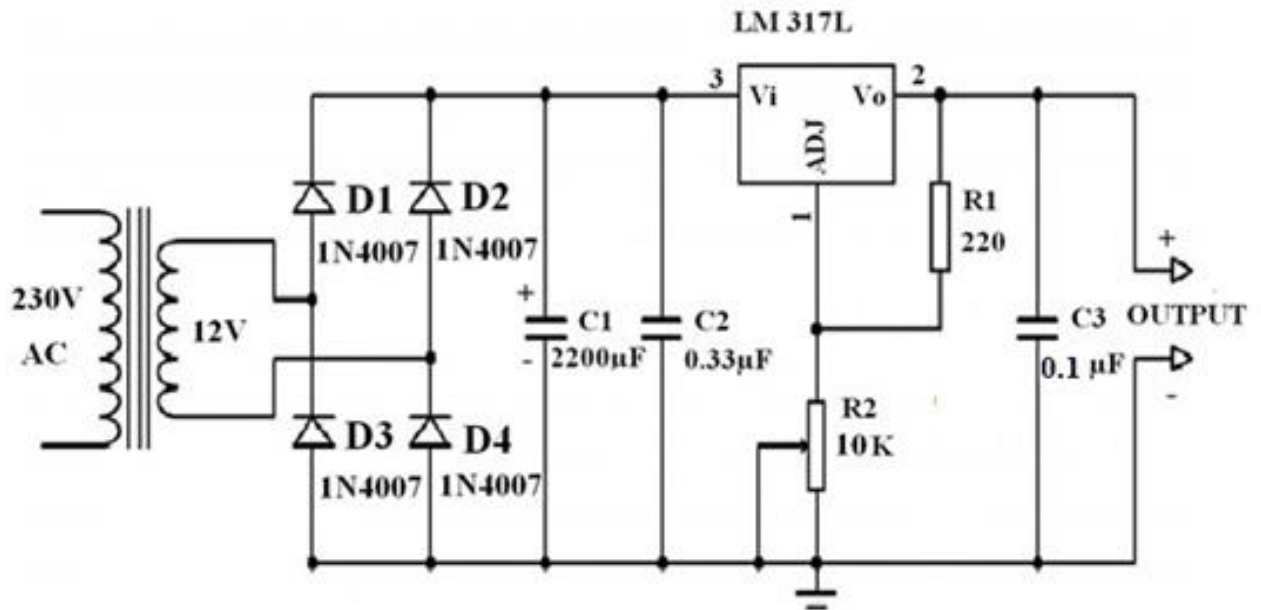 LM 317L
3
Vi
Vo
2
ADJ
1
D1
1N4007
D2
1N4007
R1
220
230V
AC
12V
+
-
C1
2200µF
C2
0.33µF
C3
0.1 µF
+
OUTPUT
-
D3
1N4007
D4
1N4007
R2
10K